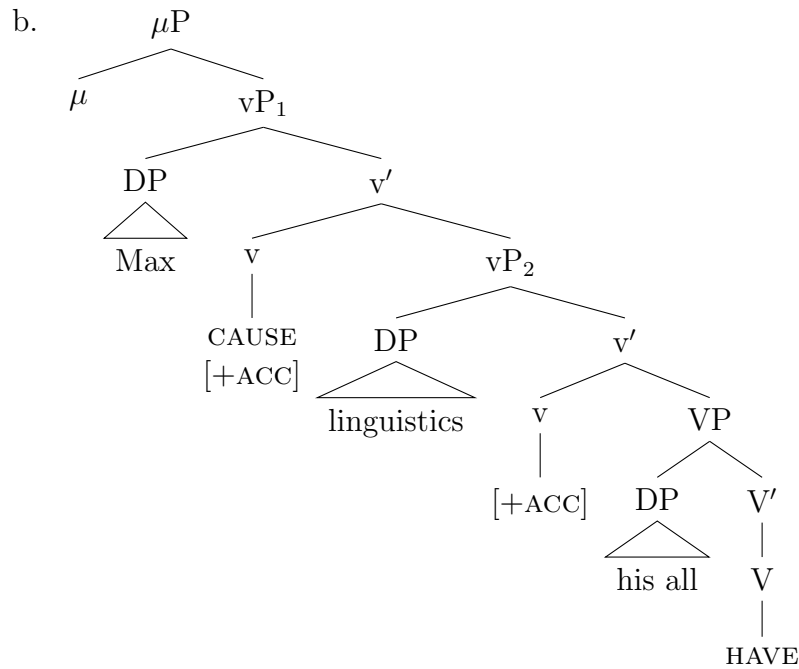 b.
μP
μ vP₁
DP v′
Max v vP₂
CAUSE DP v′
[+ACC]
linguistics v VP
[+ACC] DP V′
his all V
HAVE